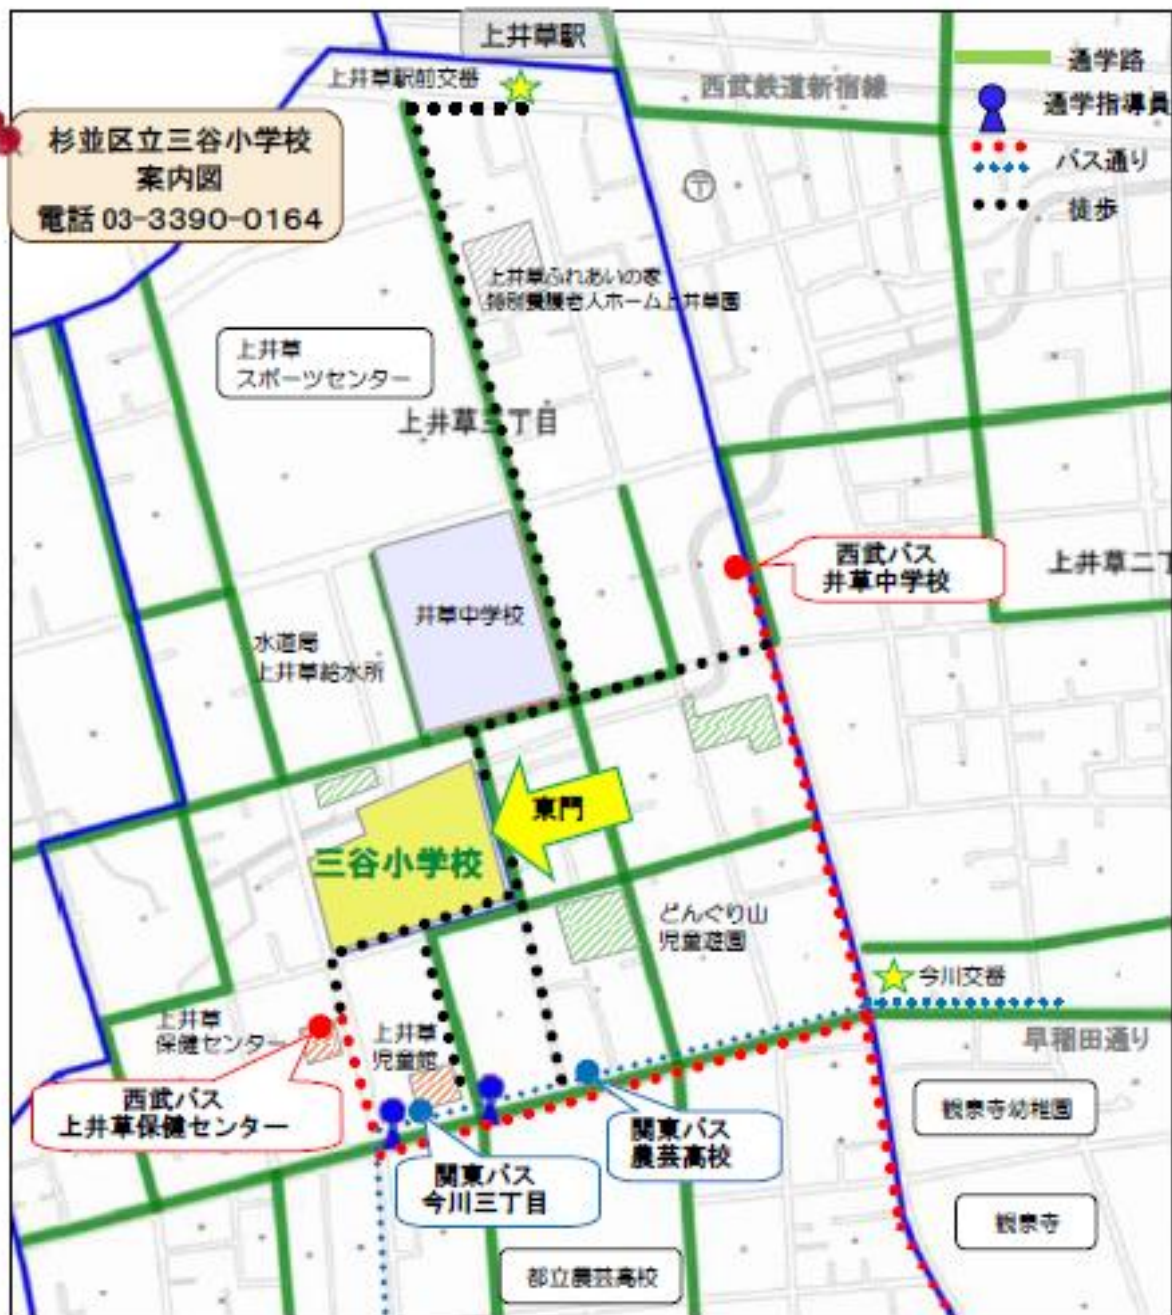 上井草駅
上井草駅前交番
西武鉄道新宿線
通学路
通学指導員
バス通り
徒歩
杉並区立三谷小学校
案内図
電話 03-3390-0164
〒
上井草ふれあいの家
特別養護老人ホーム上井草園
上井草
スポーツセンター
上井草三丁目
西武バス
井草中学校
上井草二丁
井草中学校
水道局
上井草給水所
東門
三谷小学校
どんぐり山
児童遊園
今川交番
早稲田通り
上井草
保健センター
上井草
児童館
西武バス
上井草保健センター
関東バス
今川三丁目
関東バス
農芸高校
観泉寺幼稚園
観泉寺
都立農芸高校